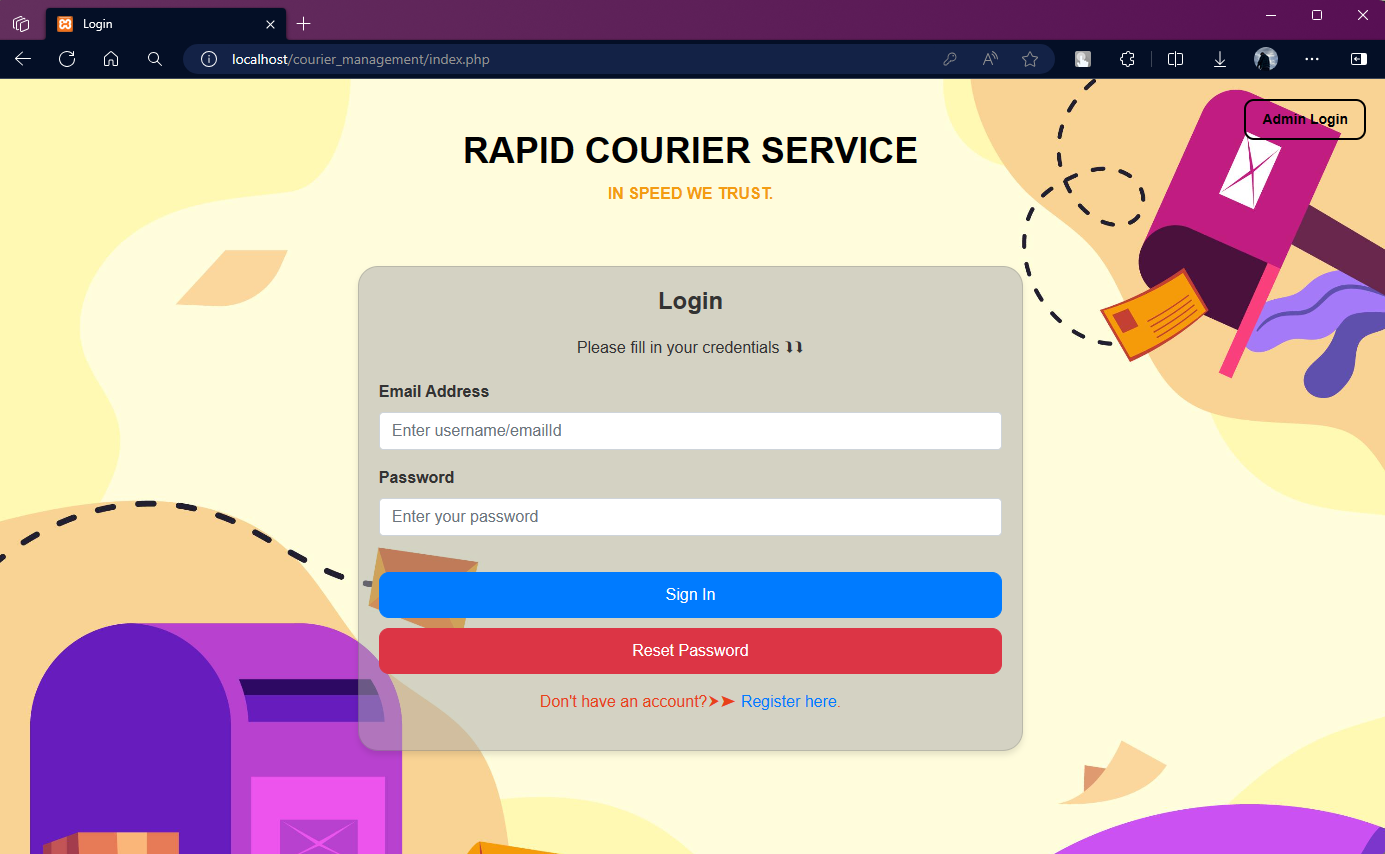 Login
localhost/courier_management/index.php
Admin Login
RAPID COURIER SERVICE
IN SPEED WE TRUST.
Login
Please fill in your credentials ⮯⮯
Email Address
Enter username/emailId
Password
Enter your password
Sign In
Reset Password
Don't have an account?➤➤ Register here.